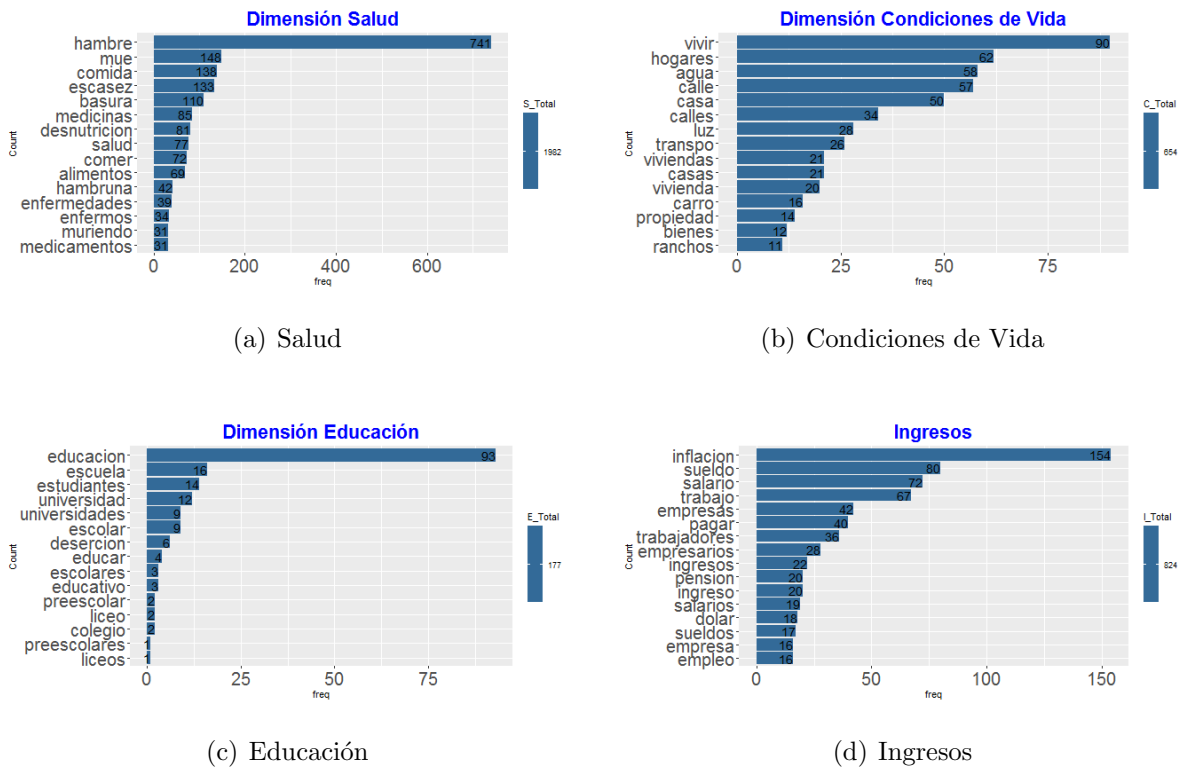 Dimensión Salud
hambre 741
mue 148
comida 138
escasez 133
basura 110
medicinas 85
desnutricion 81
salud 77
comer 72
alimentos 69
hambruna 42
enfermedades 39
enfermos 34
muriendo 31
medicamentos 31
Count
0 200 400 600
freq
S_Total
1982
(a) Salud
Dimensión Condiciones de Vida
vivir 90
hogares 62
agua 58
calle 57
casa 50
calles 34
luz 28
transpo 26
viviendas 21
casas 21
vivienda 20
carro 16
propiedad 14
bienes 12
ranchos 11
Count
0 25 50 75
freq
C_Total
654
(b) Condiciones de Vida
Dimensión Educación
educacion 93
escuela 16
estudiantes 14
universidad 12
universidades 9
escolar 9
desercion 6
educar 4
escolares 3
educativo 3
preescolar 2
liceo 2
colegio 2
preescolares 1
liceos 1
Count
0 25 50 75
freq
E_Total
177
(c) Educación
Ingresos
inflacion 154
sueldo 80
salario 72
trabajo 67
empresas 42
pagar 40
trabajadores 36
empresarios 28
ingresos 22
pension 20
ingreso 20
salarios 19
dolar 18
sueldos 17
empresa 16
empleo 16
Count
0 50 100 150
freq
I_Total
824
(d) Ingresos